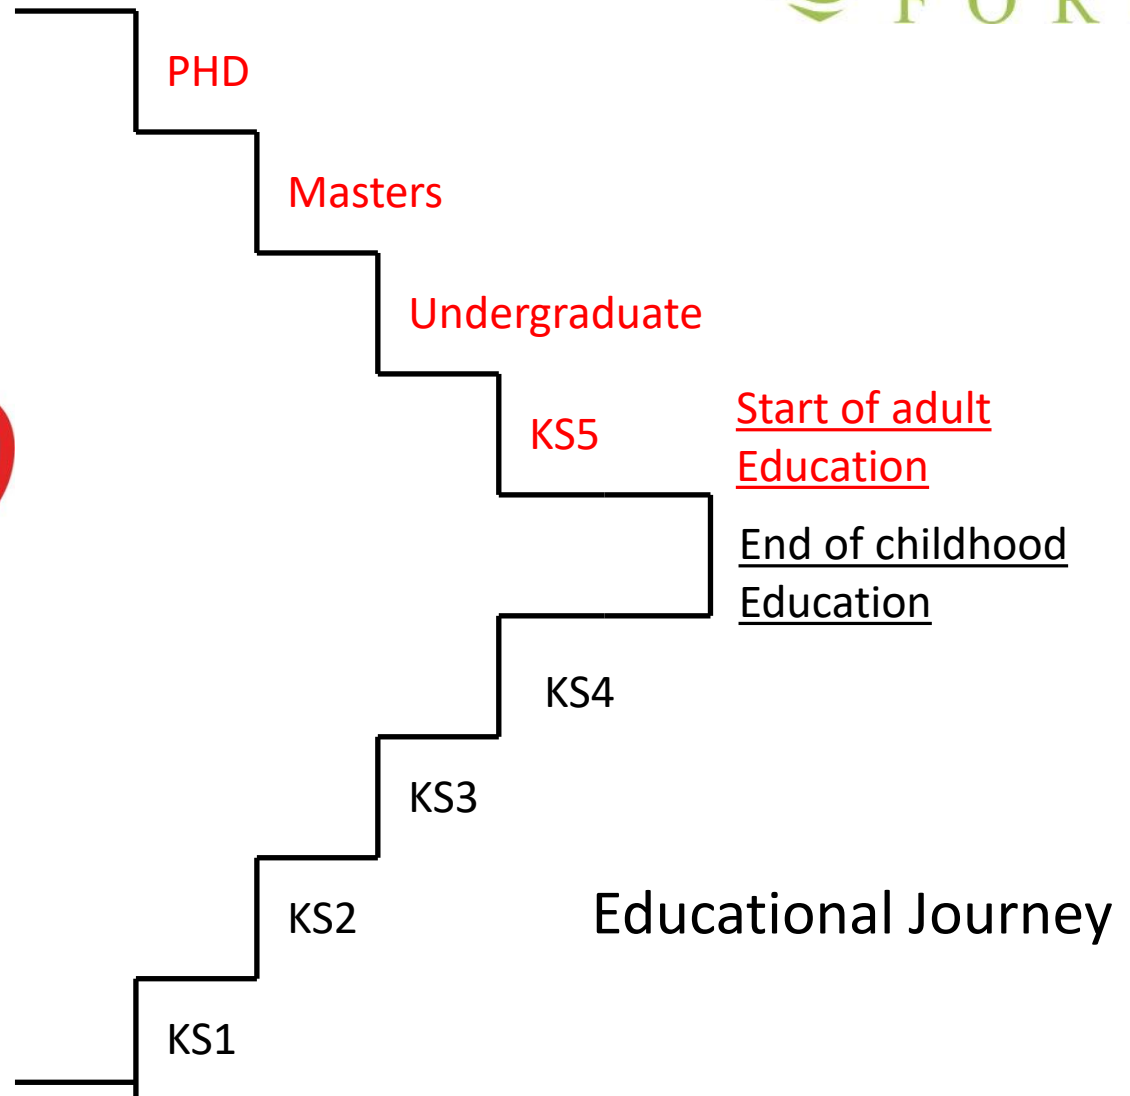 F O R
PHD
Masters
Undergraduate
KS5
Start of adult
Education
End of childhood
Education
KS4
KS3
KS2
Educational Journey
KS1